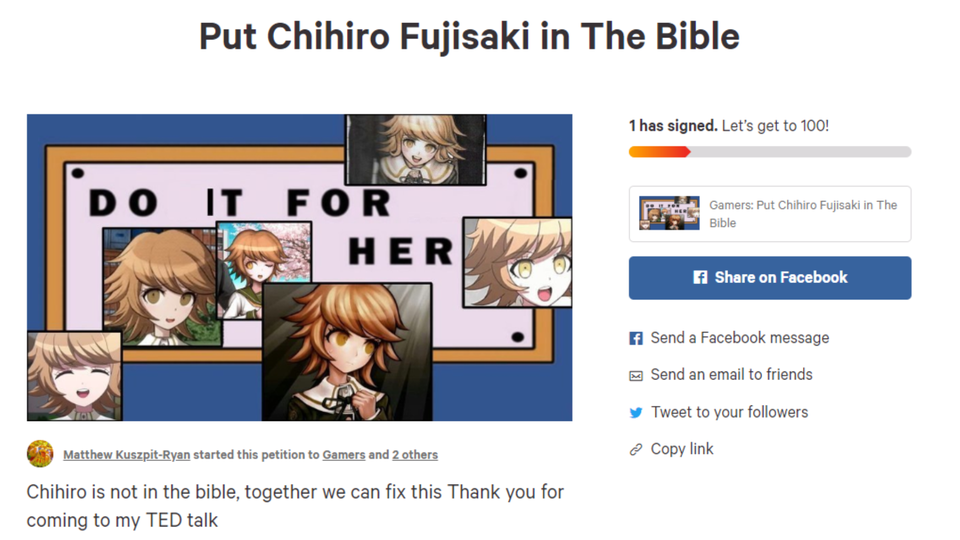 Put Chihiro Fujisaki in The Bible
DO IT FOR
HER
Matthew Kuszpit-Ryan started this petition to Gamers and 2 others
Chihiro is not in the bible, together we can fix this Thank you for
coming to my TED talk
1 has signed. Let's get to 100!
Gamers: Put Chihiro Fujisaki in The
Bible
Share on Facebook
Send a Facebook message
Send an email to friends
Tweet to your followers
Copy link